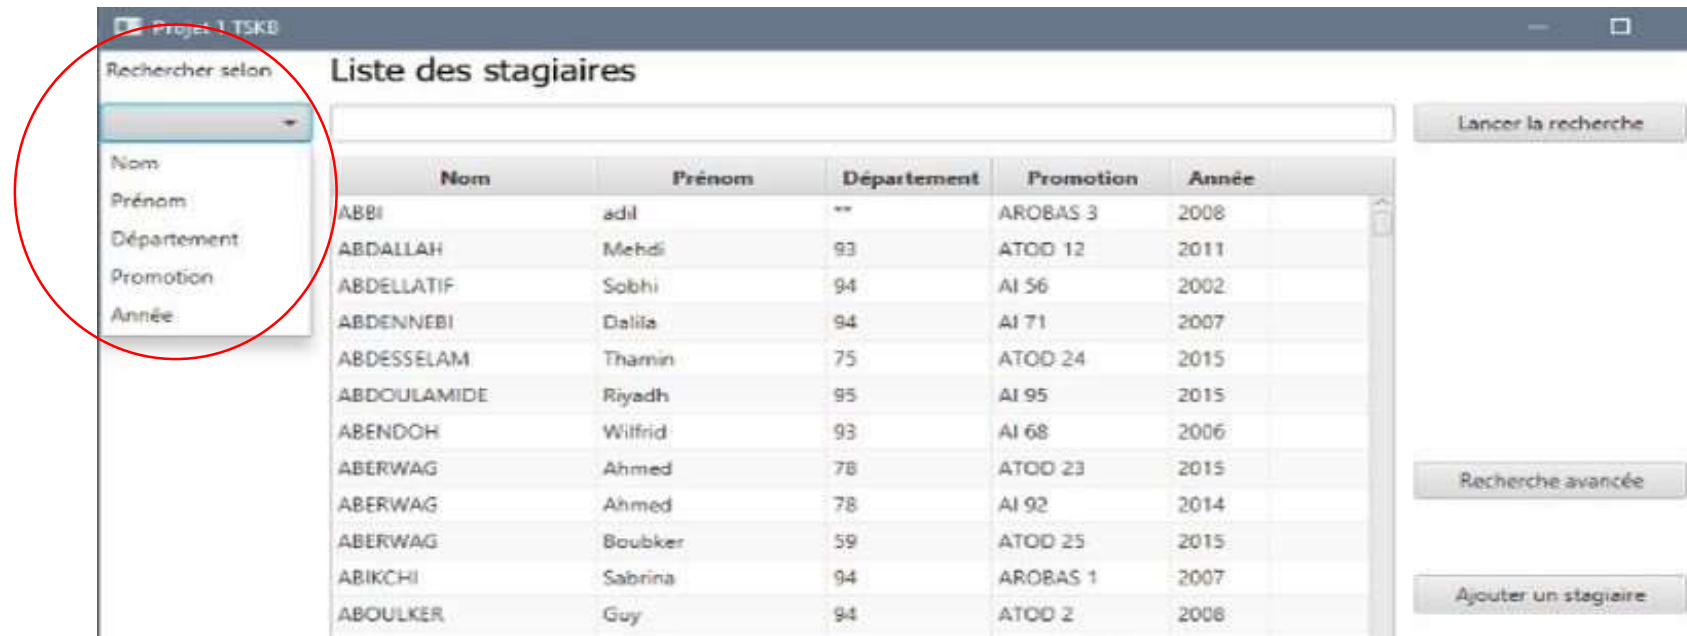 Projet 1 TSKB
Rechercher selon
Liste des stagiaires
Lancer la recherche
Nom
Prénom
Département
Promotion
Année
Nom Prénom Département Promotion Année
ABBI adil ** AROBAS 3 2008
ABDALLAH Mehdi 93 ATOD 12 2011
ABDELLATIF Sobhi 94 AI 56 2002
ABDENNEBI Dalila 94 AI 71 2007
ABDESSELAM Thamin 75 ATOD 24 2015
ABDOULAMIDE Riyadh 95 AI 95 2015
ABENDOH Wilfrid 93 AI 68 2006
ABERWAG Ahmed 78 ATOD 23 2015
ABERWAG Ahmed 78 AI 92 2014
ABERWAG Boubker 59 ATOD 25 2015
ABIKCHI Sabrina 94 AROBAS 1 2007
ABOULKER Guy 94 ATOD 2 2008
Recherche avancée
Ajouter un stagiaire